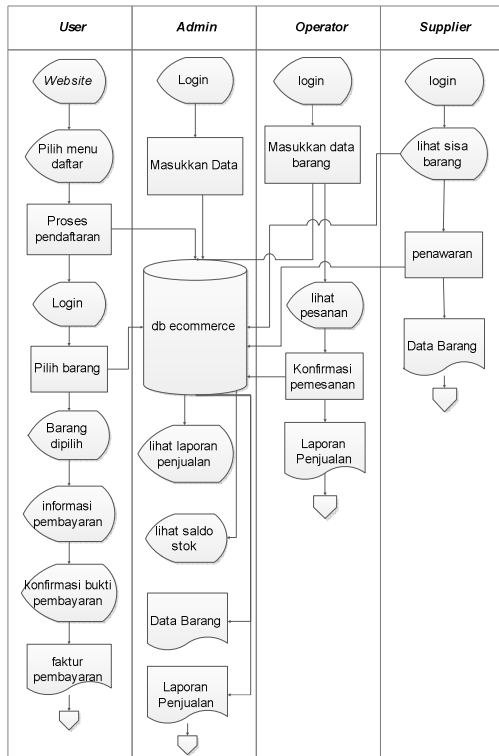 User
Admin
Operator
Supplier
Website
Pilih menu
daftar
Proses
pendaftaran
Login
Pilih barang
Barang
dipilih
informasi
pembayaran
Konfirmasi bukti
pembayaran
faktur
pembayaran
Login
Masukkan Data
db ecommerce
lihat laporan
penjualan
lihat saldo
stok
Data Barang
Laporan
Penjualan
login
Masukkan data
barang
lihat
pesanan
Konfirmasi
pemesanan
Laporan
Penjualan
login
lihat sisa
barang
penawaran
Data Barang